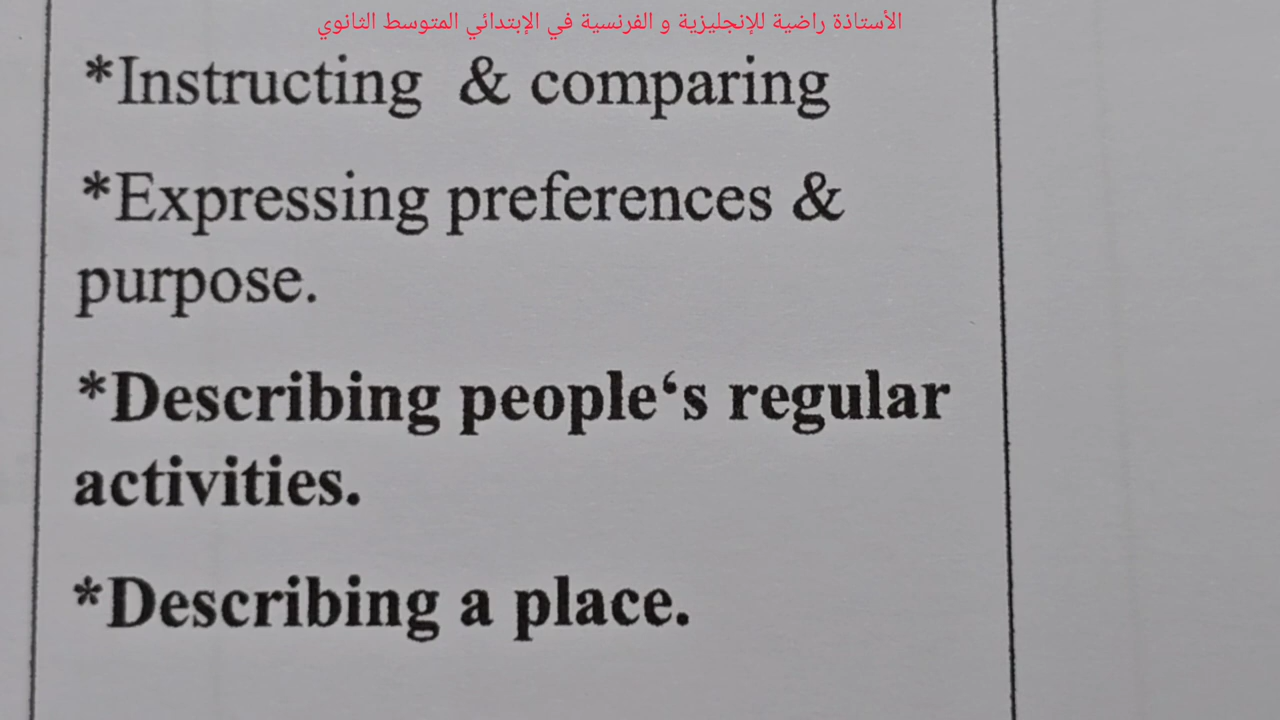 الأستاذة راضية للإنجليزية و الفرنسية في الإبتدائي المتوسط الثانوي
*Instructing & comparing
*Expressing preferences &
purpose.
*Describing people‘s regular
activities.
*Describing a place.